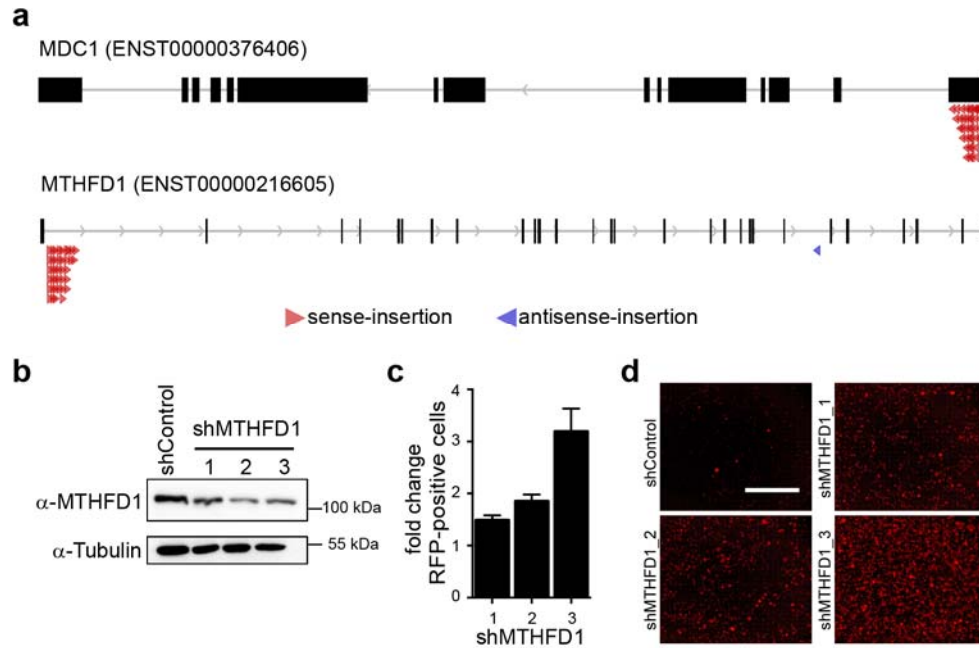 a
MDC1 (ENST00000376406)
MTHFD1 (ENST00000216605)
sense-insertion
antisense-insertion
b
shControl
shMTHFD1
1 2 3
α-MTHFD1
100 kDa
α-Tubulin
55 kDa
c
fold change
RFP-positive cells
4
3
2
1
0
1 2 3
shMTHFD1
d
shControl
shMTHFD1_1
shMTHFD1_2
shMTHFD1_3